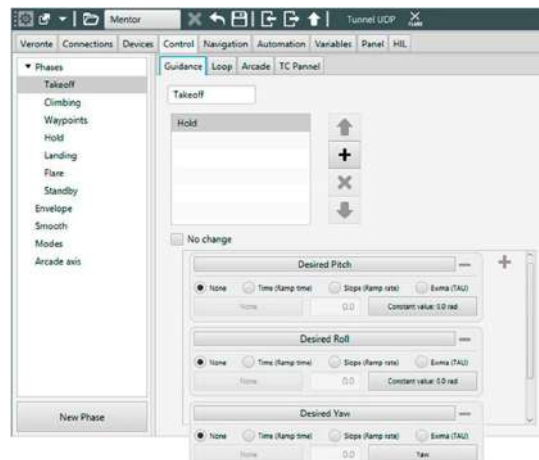 Mentor
Tunnel UDP
Veronte Connections Devices Control Navigation Automation Variables Panel HIL
Phases
Takeoff
Climbing
Waypoints
Hold
Landing
Flare
Standby
Envelope
Smooth
Modes
Arcade axis
New Phase
Guidance Loop Arcade TC Pannel
Takeoff
Hold
No change
Desired Pitch
None Time (Ramp time) Slope (Ramp rate) Ewma (TAU)
None 0.0 Constant value: 0.0 rad
Desired Roll
None Time (Ramp time) Slope (Ramp rate) Ewma (TAU)
None 0.0 Constant value: 0.0 rad
Desired Yaw
None Time (Ramp time) Slope (Ramp rate) Ewma (TAU)
None 0.0 Yaw